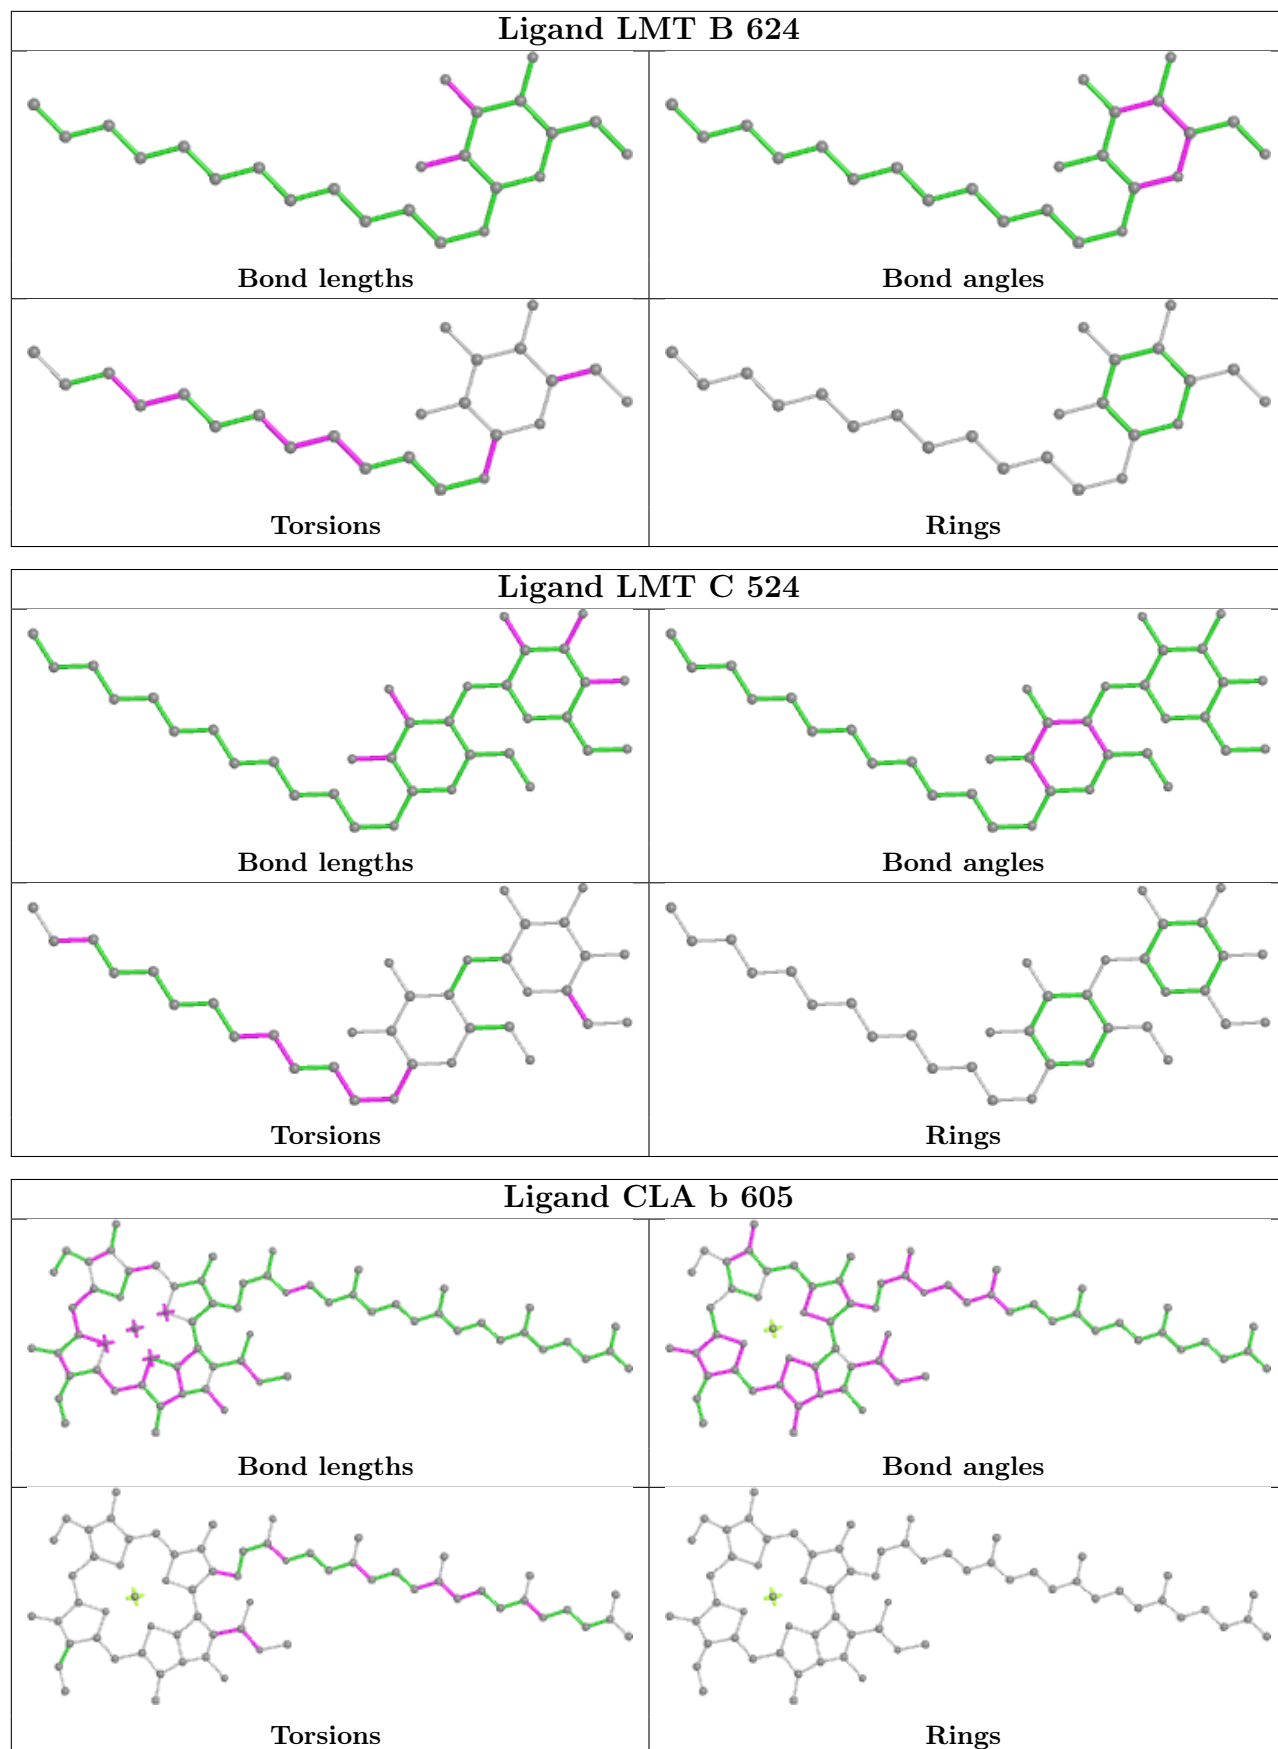 Ligand LMT B 624
Bond lengths
Bond angles
Torsions
Rings
Ligand LMT C 524
Bond lengths
Bond angles
Torsions
Rings
Ligand CLA b 605
Bond lengths
Bond angles
Torsions
Rings